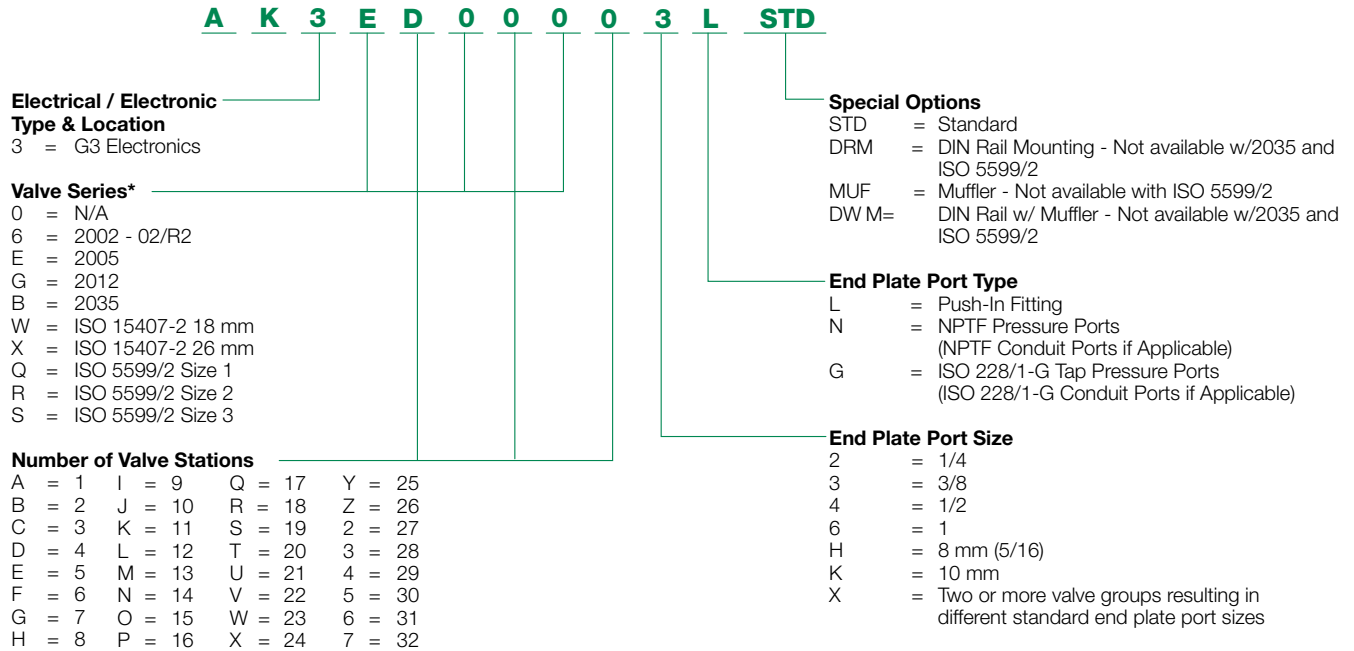 A K 3 E D 0 0 0 0 3 L STD
Electrical / Electronic
Type & Location
3 = G3 Electronics
Valve Series*
0 = N/A
6 = 2002 - 02/R2
E = 2005
G = 2012
B = 2035
W = ISO 15407-2 18 mm
X = ISO 15407-2 26 mm
Q = ISO 5599/2 Size 1
R = ISO 5599/2 Size 2
S = ISO 5599/2 Size 3
Number of Valve Stations
A = 1 I = 9 Q = 17 Y = 25
B = 2 J = 10 R = 18 Z = 26
C = 3 K = 11 S = 19 2 = 27
D = 4 L = 12 T = 20 3 = 28
E = 5 M = 13 U = 21 4 = 29
F = 6 N = 14 V = 22 5 = 30
G = 7 O = 15 W = 23 6 = 31
H = 8 P = 16 X = 24 7 = 32
Special Options
STD = Standard
DRM = DIN Rail Mounting - Not available w/2035 and
ISO 5599/2
MUF = Muffler - Not available with ISO 5599/2
DW M= DIN Rail w/ Muffler - Not available w/2035 and
ISO 5599/2
End Plate Port Type
L = Push-In Fitting
N = NPTF Pressure Ports
(NPTF Conduit Ports if Applicable)
G = ISO 228/1-G Tap Pressure Ports
(ISO 228/1-G Conduit Ports if Applicable)
End Plate Port Size
2 = 1/4
3 = 3/8
4 = 1/2
6 = 1
H = 8 mm (5/16)
K = 10 mm
X = Two or more valve groups resulting in
different standard end plate port sizes